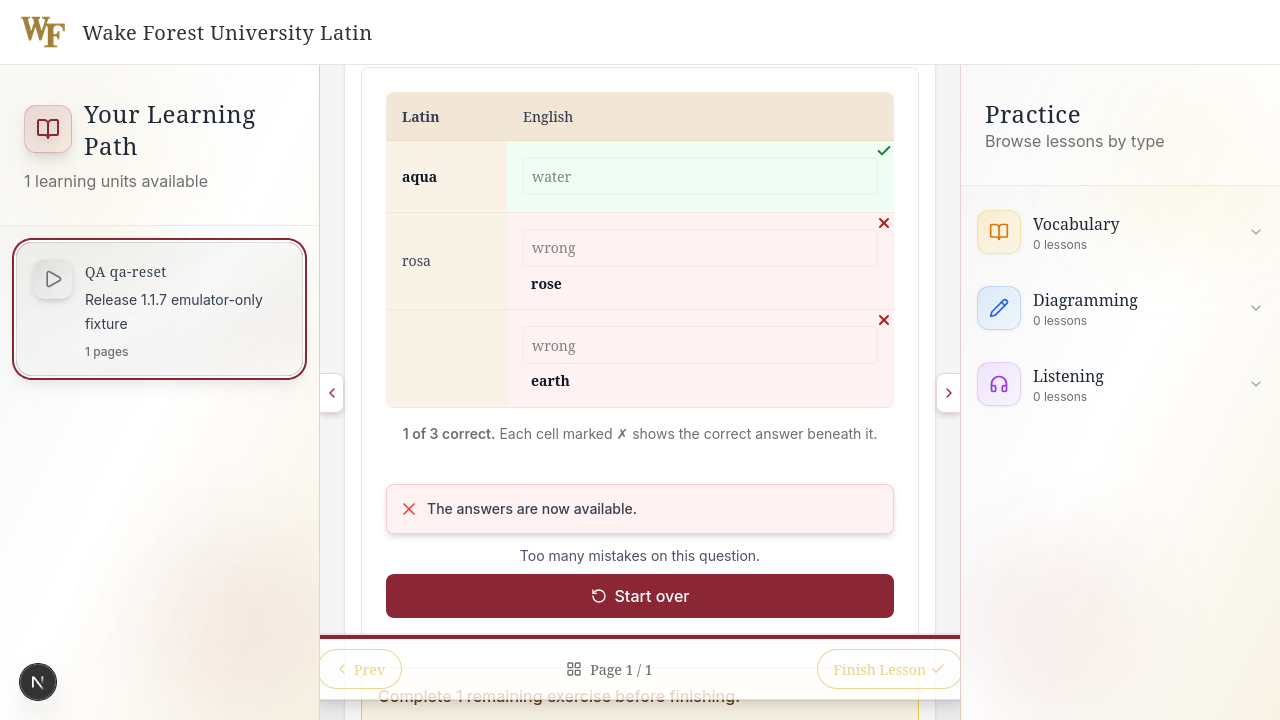 WF Wake Forest University Latin
Your Learning
Path
1 learning units available
QA qa-reset
Release 1.1.7 emulator-only
fixture
1 pages
Latin English
aqua water
rosa wrong
rose
wrong
earth
1 of 3 correct. Each cell marked ✗ shows the correct answer beneath it.
The answers are now available.
Too many mistakes on this question.
Start over
Prev Page 1 / 1 Finish Lesson
Complete 1 remaining exercise before finishing.
Practice
Browse lessons by type
Vocabulary
0 lessons
Diagramming
0 lessons
Listening
0 lessons
N